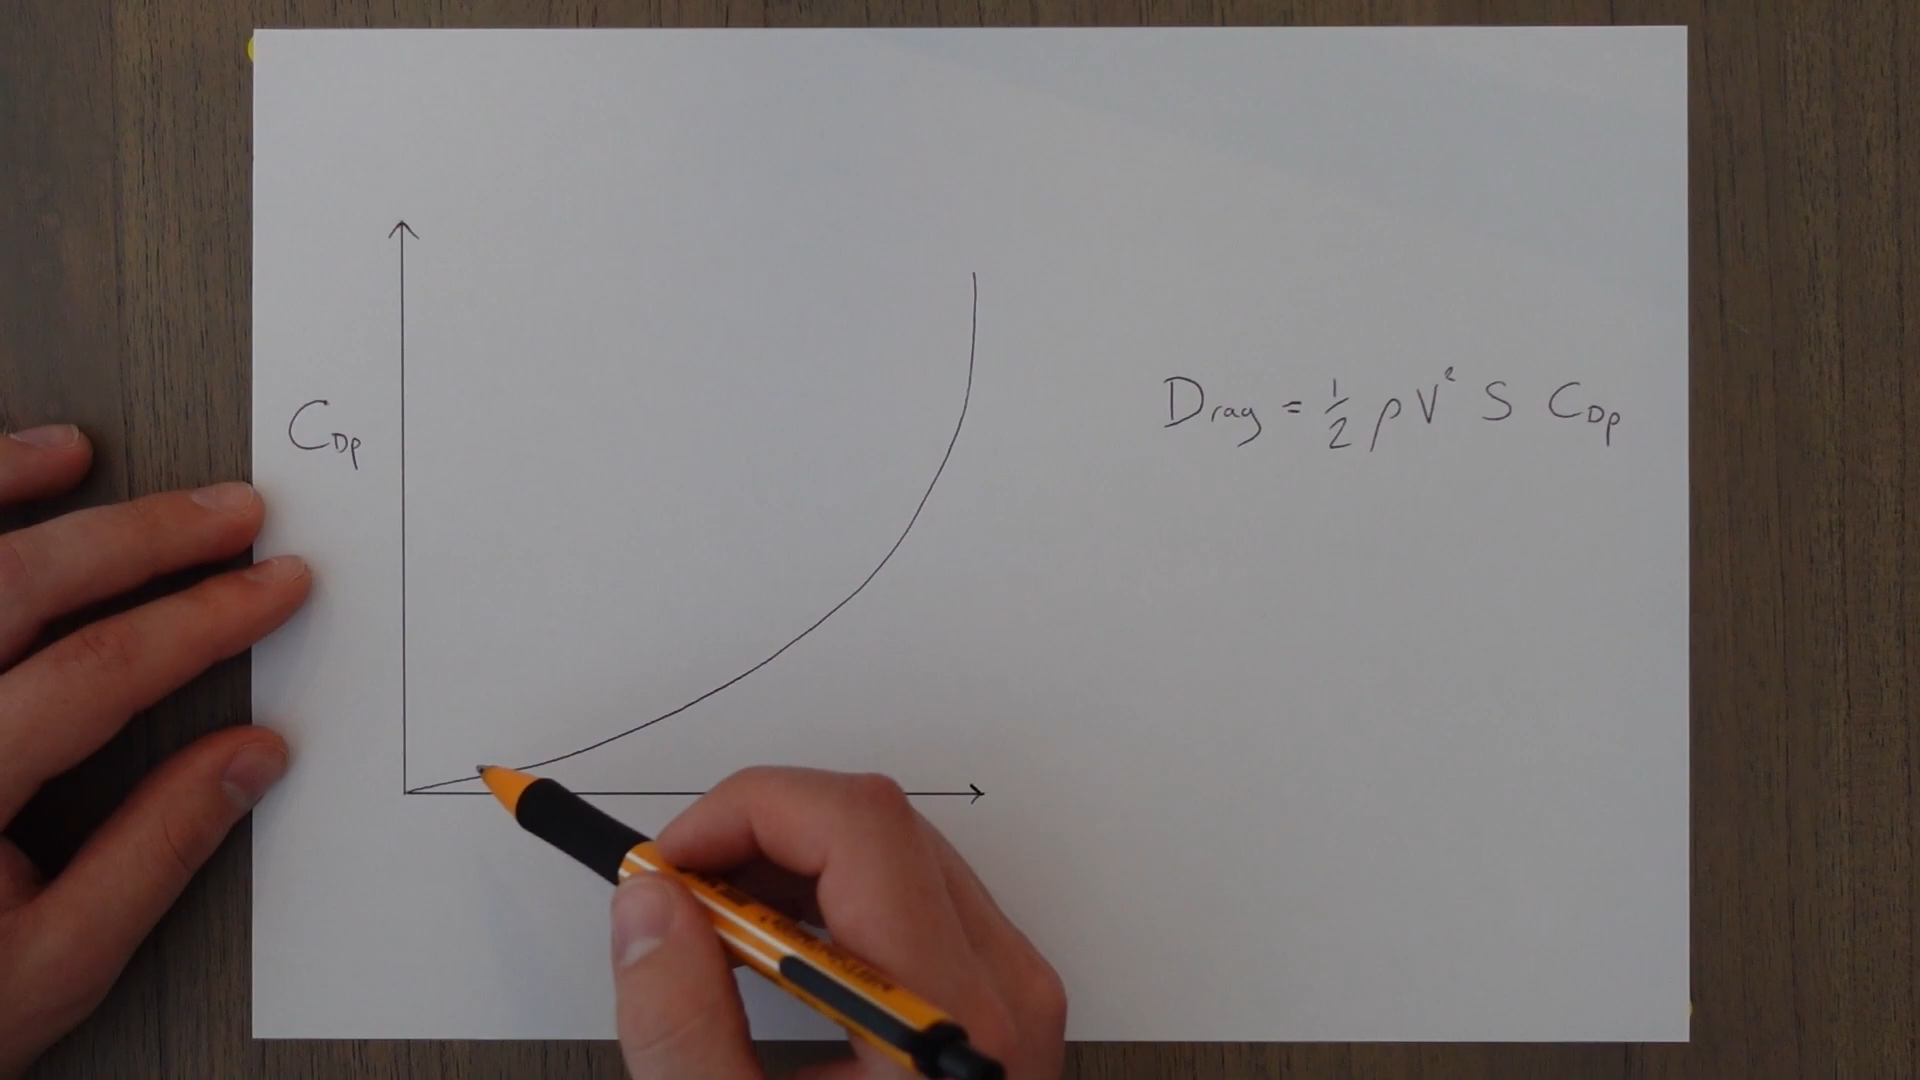 C_Dp
Drag = 1/2 ρ V² S C_Dp